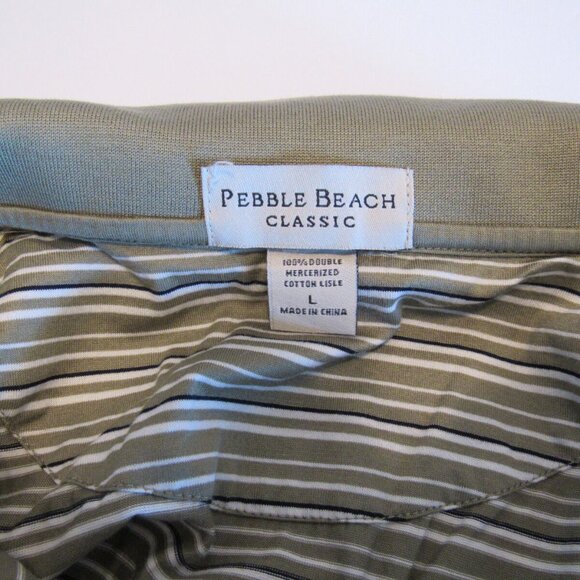 PEBBLE BEACH
CLASSIC
100% DOUBLE
MERCERIZED
COTTON LISLE
L
MADE IN CHINA